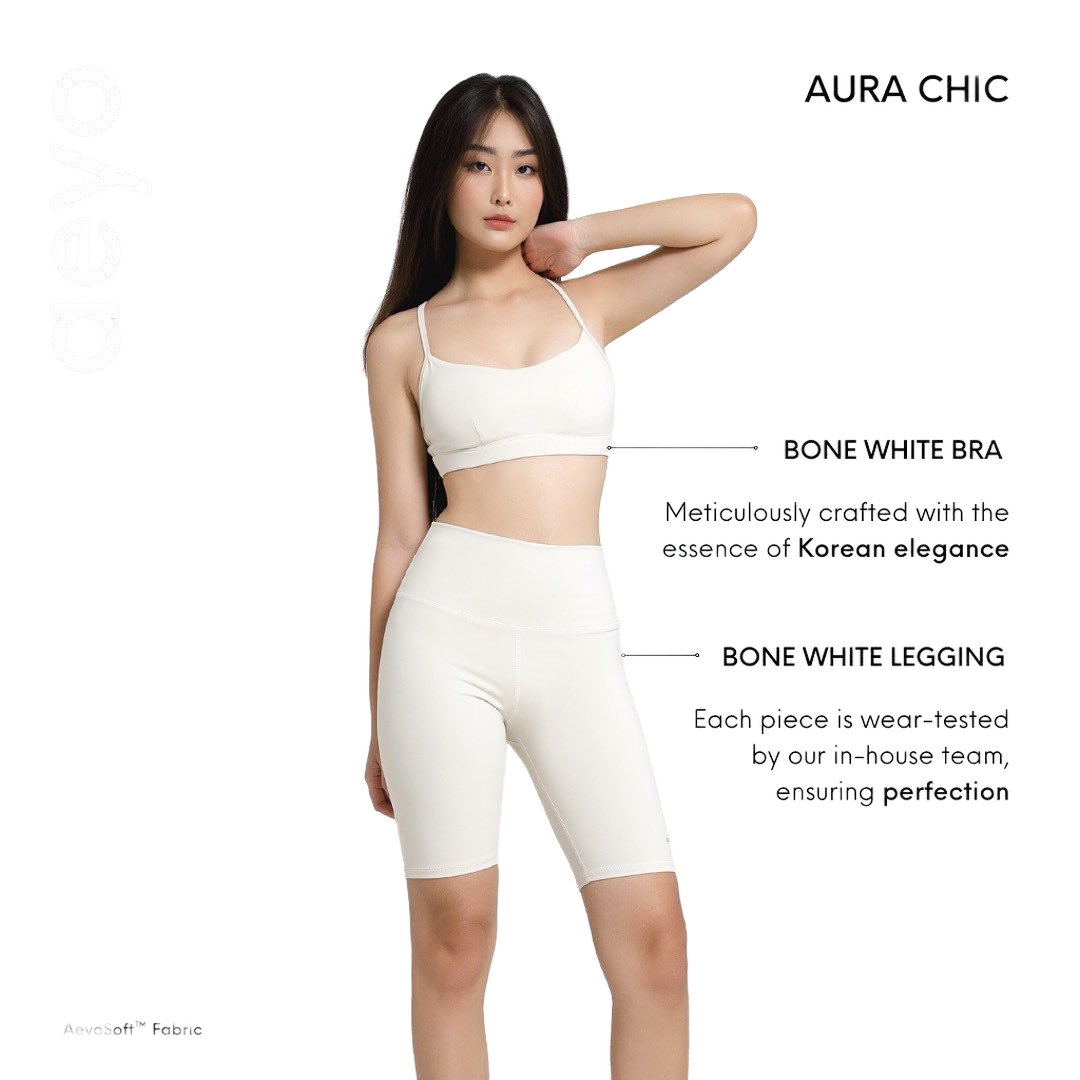 aeyo
AURA CHIC
BONE WHITE BRA
Meticulously crafted with the
essence of Korean elegance
BONE WHITE LEGGING
Each piece is wear-tested
by our in-house team,
ensuring perfection
AevoSoft™ Fabric